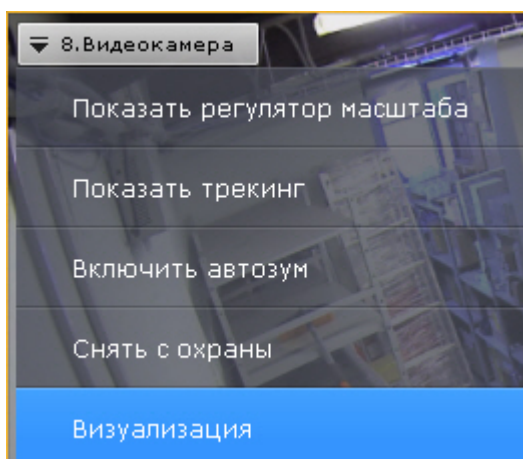 8.Видеокамера
Показать регулятор масштаба
Показать трекинг
Включить автозум
Снять с охраны
Визуализация